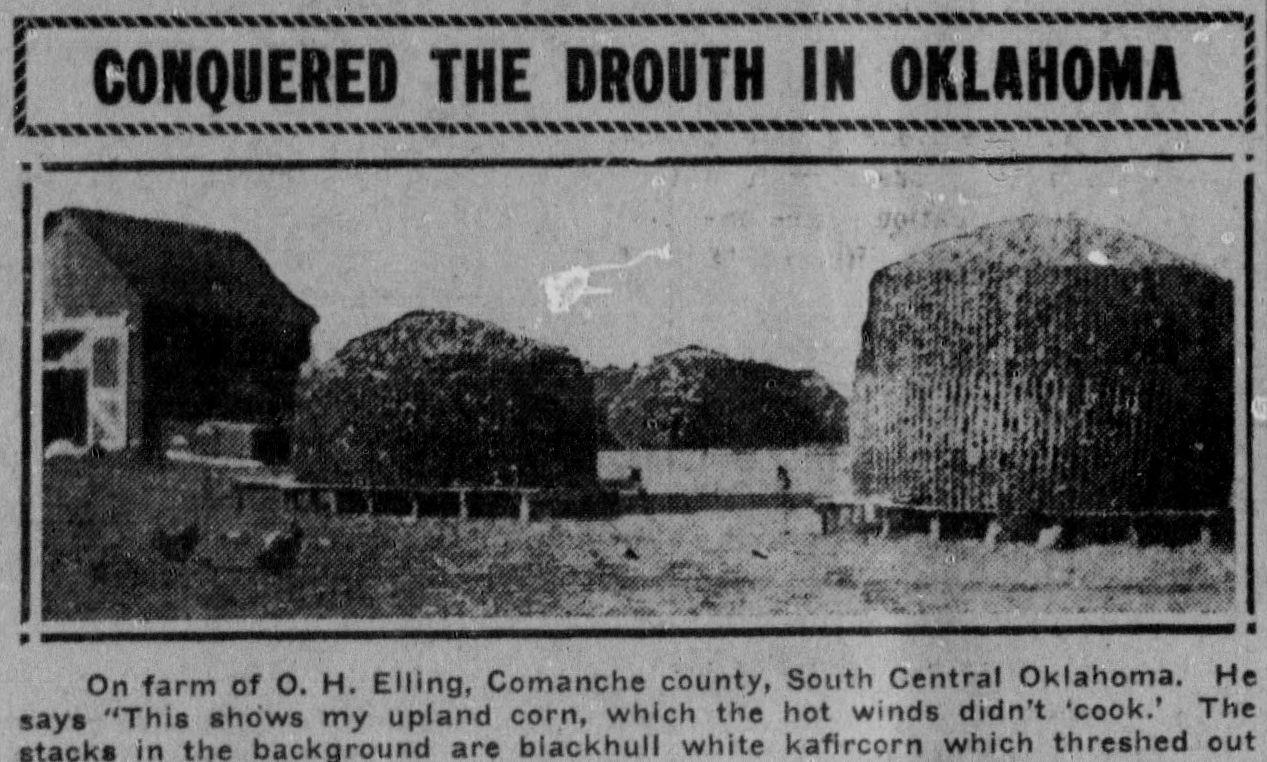 CONQUERED THE DROUTH IN OKLAHOMA
On farm of O. H. Elling, Comanche county, South Central Oklahoma. He
says "This shows my upland corn, which the hot winds didn't 'cook.' The
stacks in the background are blackhull white kafircorn which threshed out